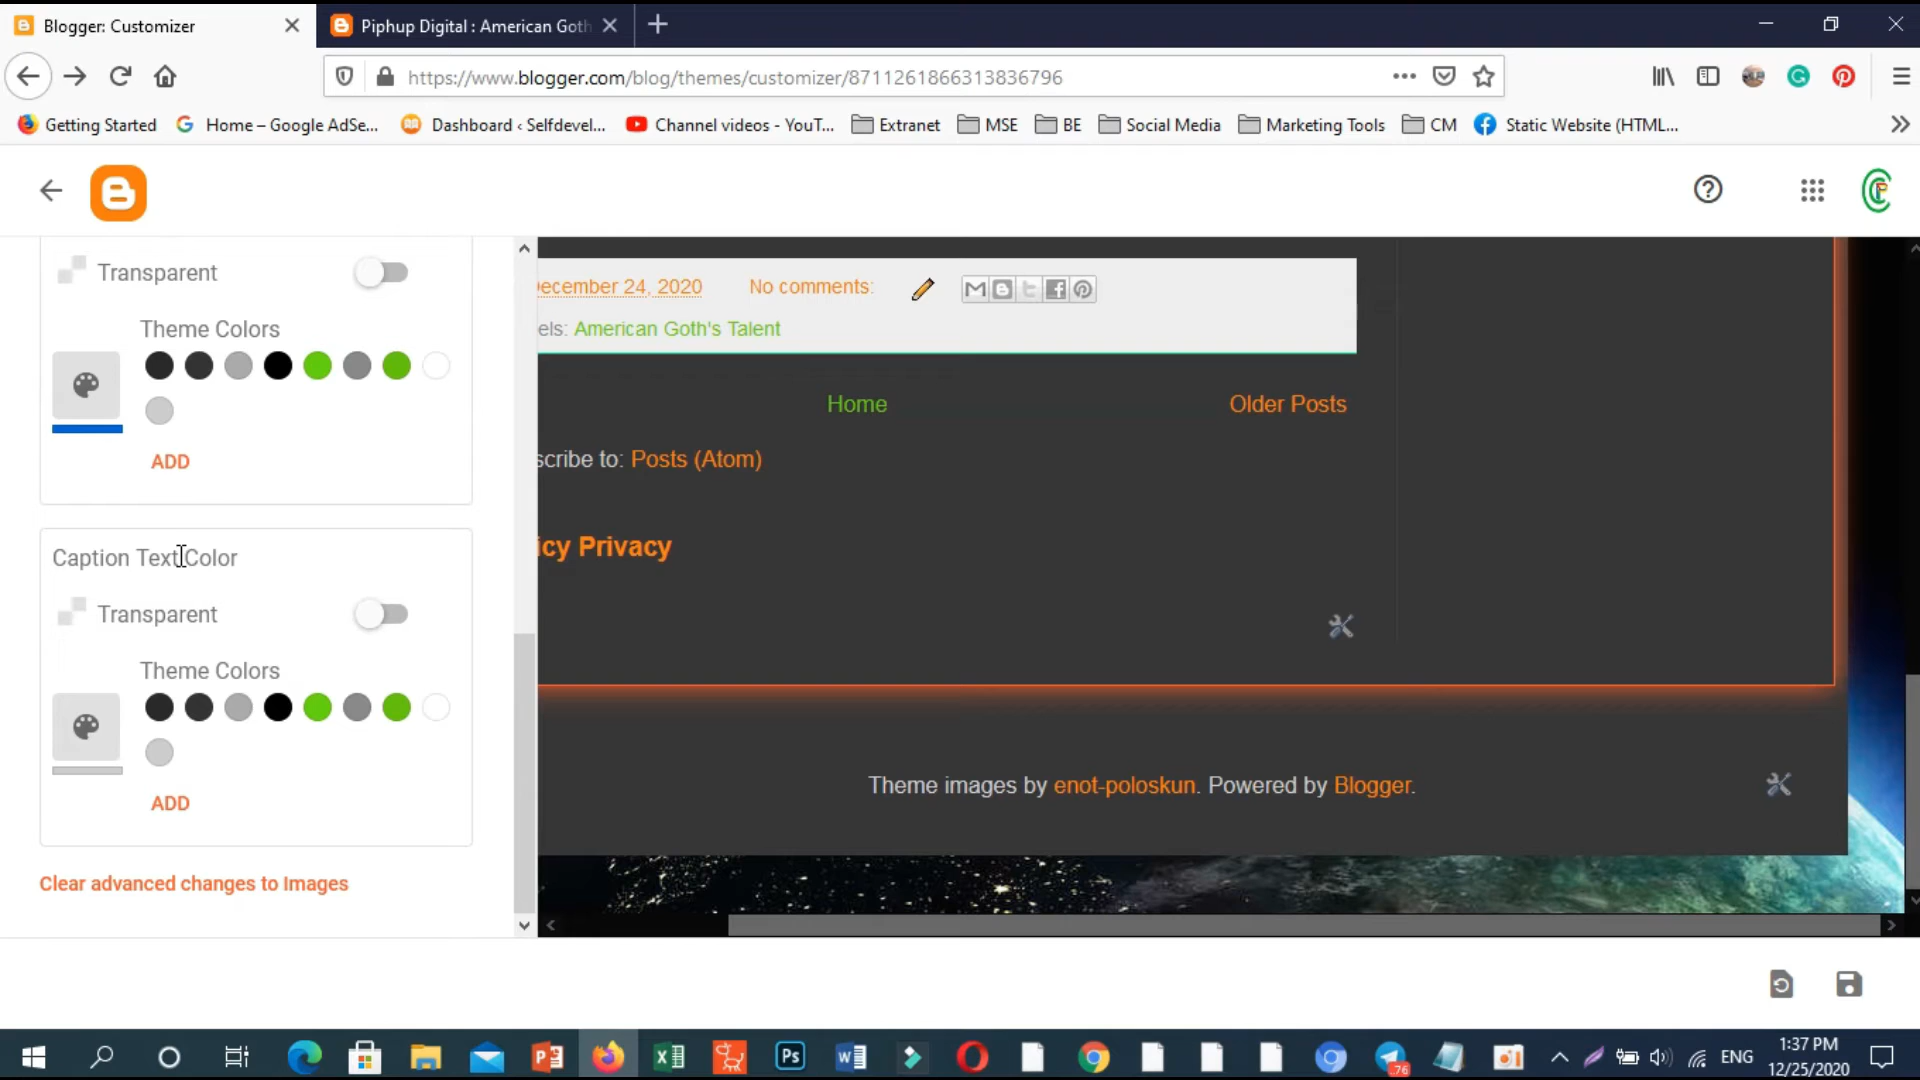 Blogger: Customizer
Piphup Digital : American Goth
https://www.blogger.com/blog/themes/customizer/8711261866313836796
Getting Started
Home – Google AdSe...
Dashboard ‹ Selfdevel...
Channel videos - YouT...
Extranet
MSE
BE
Social Media
Marketing Tools
CM
Static Website (HTML...
Transparent
Theme Colors
ADD
Caption Text Color
Transparent
Theme Colors
ADD
Clear advanced changes to Images
ecember 24, 2020
No comments:
els: American Goth's Talent
Home
Older Posts
scribe to: Posts (Atom)
icy Privacy
Theme images by enot-poloskun. Powered by Blogger.
.76
ENG
1:37 PM
12/25/2020